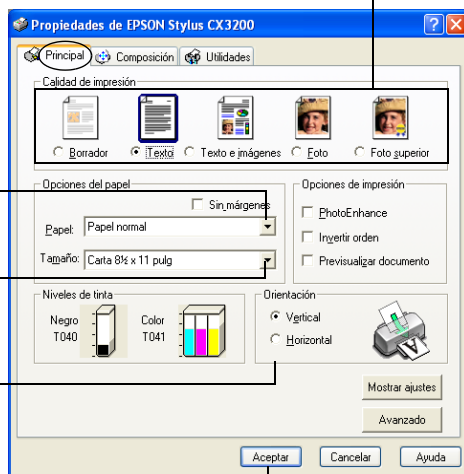 Propiedades de EPSON Stylus CX3200
Principal Composición Utilidades
Calidad de impresión
Borrador Texto Texto e imágenes Foto Foto superior
Opciones del papel
Sin márgenes
Papel: Papel normal
Tamaño: Carta 8½ x 11 pulg
Opciones de impresión
PhotoEnhance
Invertir orden
Previsualizar documento
Niveles de tinta
Negro T040
Color T041
Orientación
Vertical
Horizontal
A
Mostrar ajustes
Avanzado
Aceptar Cancelar Ayuda